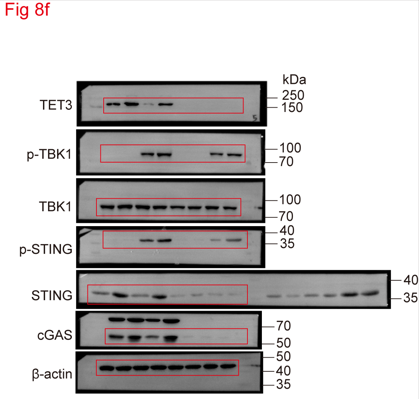 Fig 8f
kDa
TET3
250
150
p-TBK1
100
70
TBK1
100
70
p-STING
40
35
STING
40
35
cGAS
70
50
β-actin
50
40
35